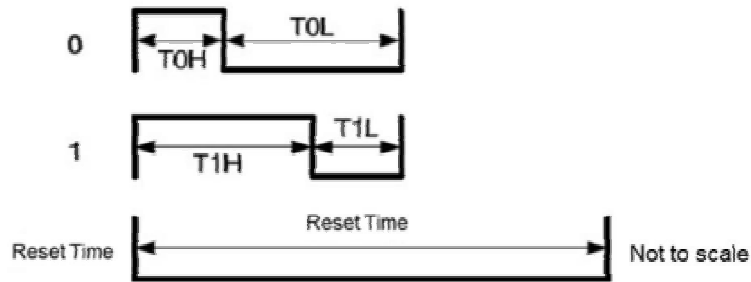 0
T0H
T0L
1
T1H
T1L
Reset Time
Reset Time
Not to scale